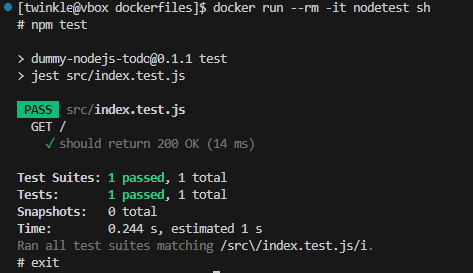 [twinkle@vbox dockerfiles]$ docker run --rm -it nodetest sh
# npm test
> dummy-nodejs-todo@0.1.1 test
> jest src/index.test.js
PASS src/index.test.js
GET /
✓ should return 200 OK (14 ms)
Test Suites: 1 passed, 1 total
Tests: 1 passed, 1 total
Snapshots: 0 total
Time: 0.244 s, estimated 1 s
Ran all test suites matching /src\/index.test.js/i.
# exit